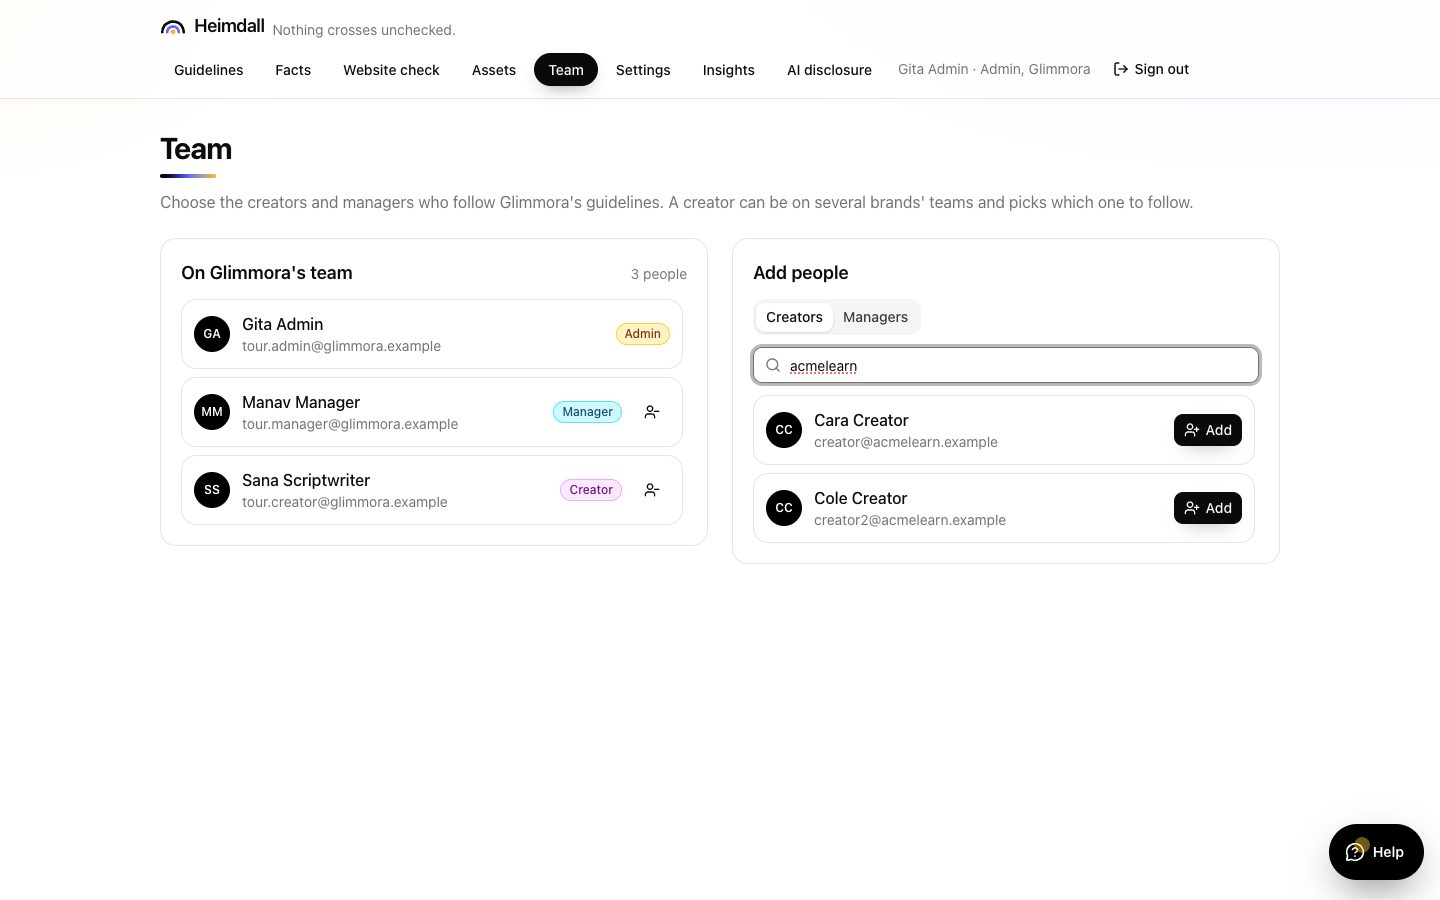 Heimdall Nothing crosses unchecked.
Guidelines Facts Website check Assets Team Settings Insights AI disclosure Gita Admin · Admin, Glimmora Sign out
Team
Choose the creators and managers who follow Glimmora's guidelines. A creator can be on several brands' teams and picks which one to follow.
On Glimmora's team 3 people
GA Gita Admin Admin
tour.admin@glimmora.example
MM Manav Manager Manager
tour.manager@glimmora.example
SS Sana Scriptwriter Creator
tour.creator@glimmora.example
Add people
Creators Managers
acmelearn
CC Cara Creator Add
creator@acmelearn.example
CC Cole Creator Add
creator2@acmelearn.example
Help